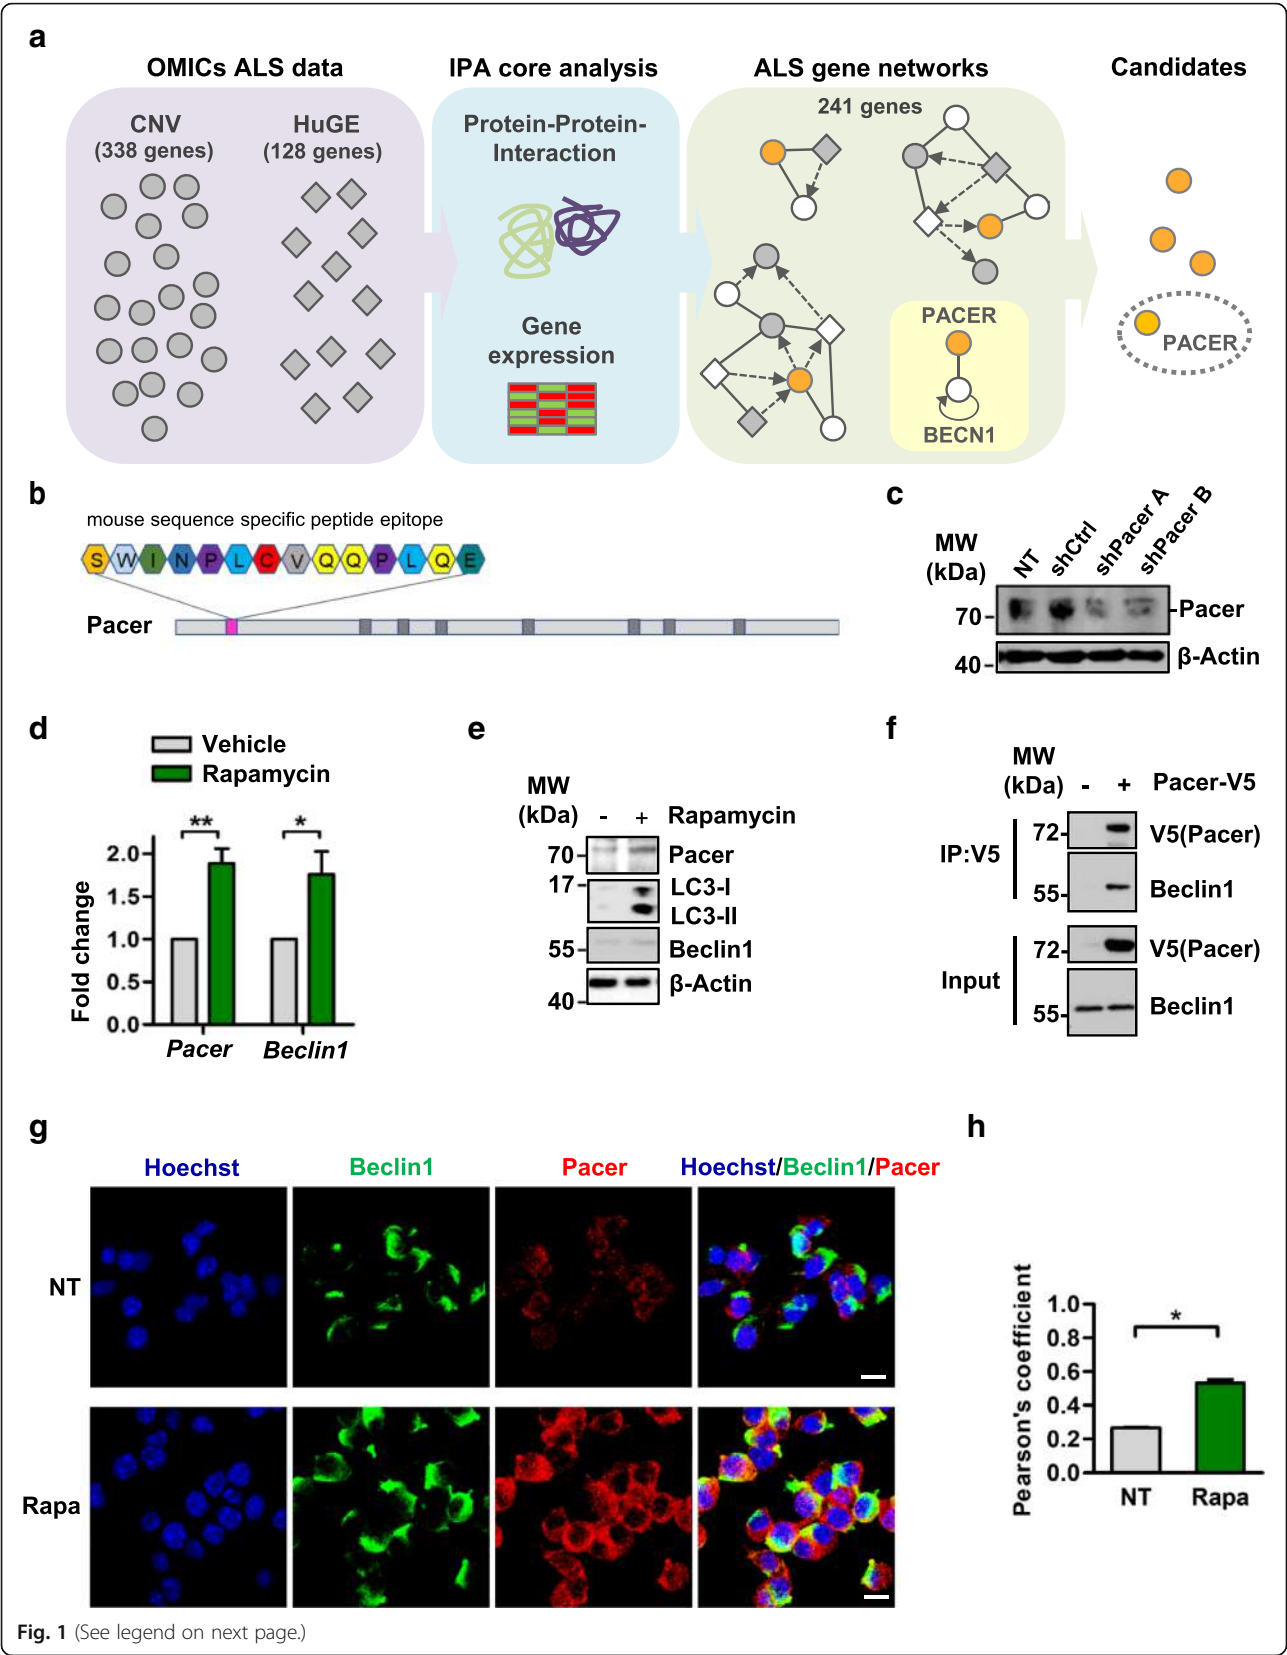 a
OMICs ALS data
IPA core analysis
ALS gene networks
Candidates
CNV
(338 genes)
HuGE
(128 genes)
Protein-Protein-
Interaction
Gene
expression
241 genes
PACER
BECN1
PACER
b
mouse sequence specific peptide epitope
S W I N P L C V Q Q P L Q E
Pacer
c
MW
(kDa)
NT
shCtrl
shPacer A
shPacer B
70
Pacer
40
β-Actin
d
Vehicle
Rapamycin
** *
Fold change
2.0
1.5
1.0
0.5
0.0
Pacer Beclin1
e
MW
(kDa)
- + Rapamycin
70
Pacer
17
LC3-I
LC3-II
55
Beclin1
β-Actin
40
f
MW
(kDa)
- + Pacer-V5
IP:V5
72
V5(Pacer)
55
Beclin1
Input
72
V5(Pacer)
55
Beclin1
g
Hoechst Beclin1 Pacer Hoechst/Beclin1/Pacer
NT
Rapa
h
Pearson's coefficient
1.0
0.8
0.6
0.4
0.2
0.0
*
NT Rapa
Fig. 1 (See legend on next page.)